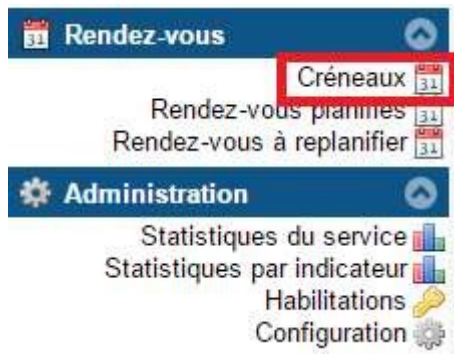 Rendez-vous
Créneaux
Rendez-vous planifiés
Rendez-vous à replanifier
Administration
Statistiques du service
Statistiques par indicateur
Habilitations
Configuration